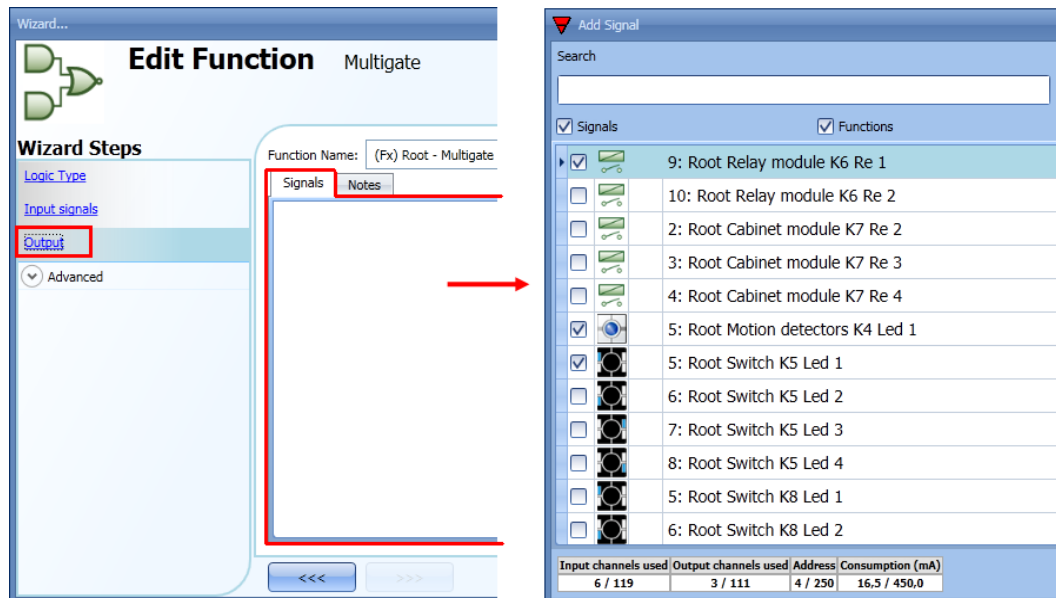 Wizard...
Edit Function Multigate
Wizard Steps
Logic Type
Input signals
Output
Advanced
Function Name: (Fx) Root - Multigate
Signals Notes
<<< >>>
Add Signal
Search
Signals Functions
9: Root Relay module K6 Re 1
10: Root Relay module K6 Re 2
2: Root Cabinet module K7 Re 2
3: Root Cabinet module K7 Re 3
4: Root Cabinet module K7 Re 4
5: Root Motion detectors K4 Led 1
5: Root Switch K5 Led 1
6: Root Switch K5 Led 2
7: Root Switch K5 Led 3
8: Root Switch K5 Led 4
5: Root Switch K8 Led 1
6: Root Switch K8 Led 2
Input channels used Output channels used Address Consumption (mA)
6 / 119 3 / 111 4 / 250 16,5 / 450,0